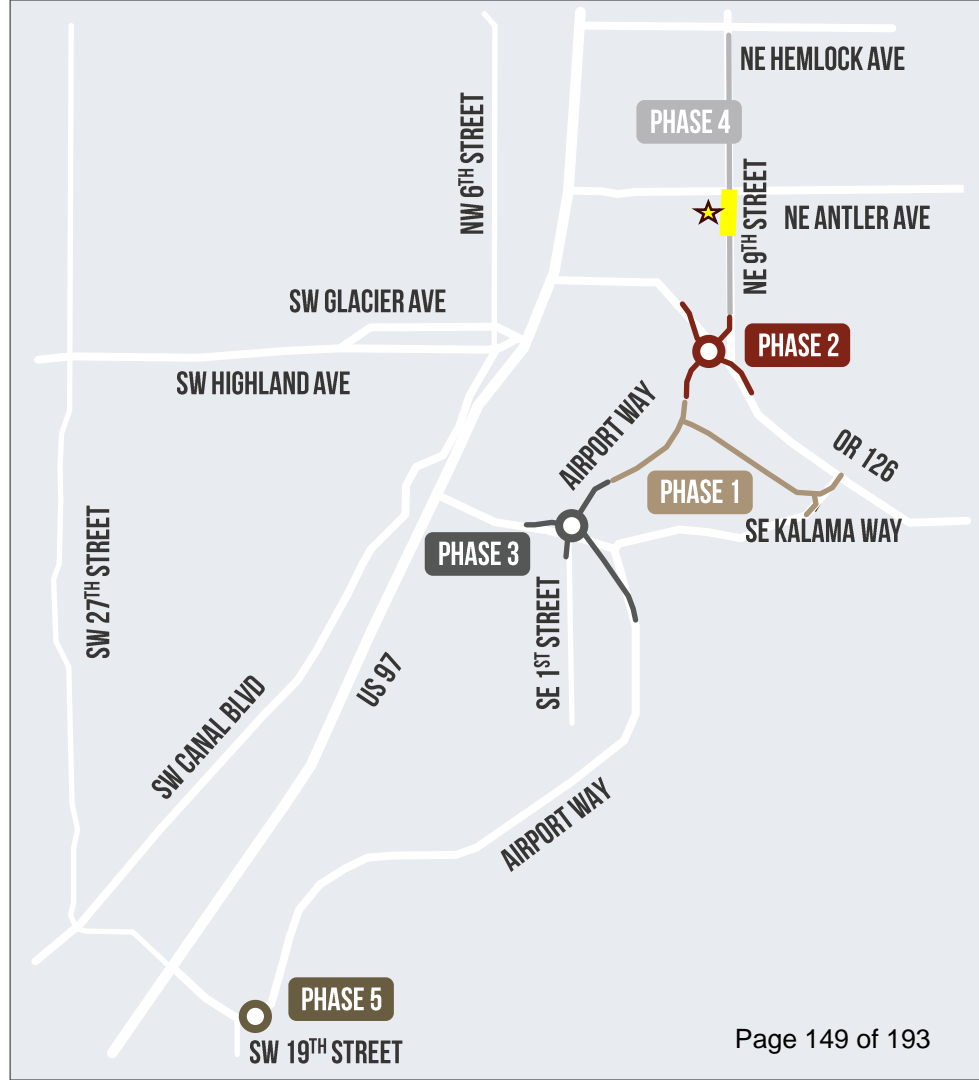 NE HEMLOCK AVE
PHASE 4
NW 6TH STREET
NE 9TH STREET
NE ANTLER AVE
SW GLACIER AVE
PHASE 2
SW HIGHLAND AVE
AIRPORT WAY
OR 126
PHASE 1
SE KALAMA WAY
PHASE 3
SW 27TH STREET
SE 1ST STREET
US 97
SW CANAL BLVD
AIRPORT WAY
PHASE 5
SW 19TH STREET
Page 149 of 193